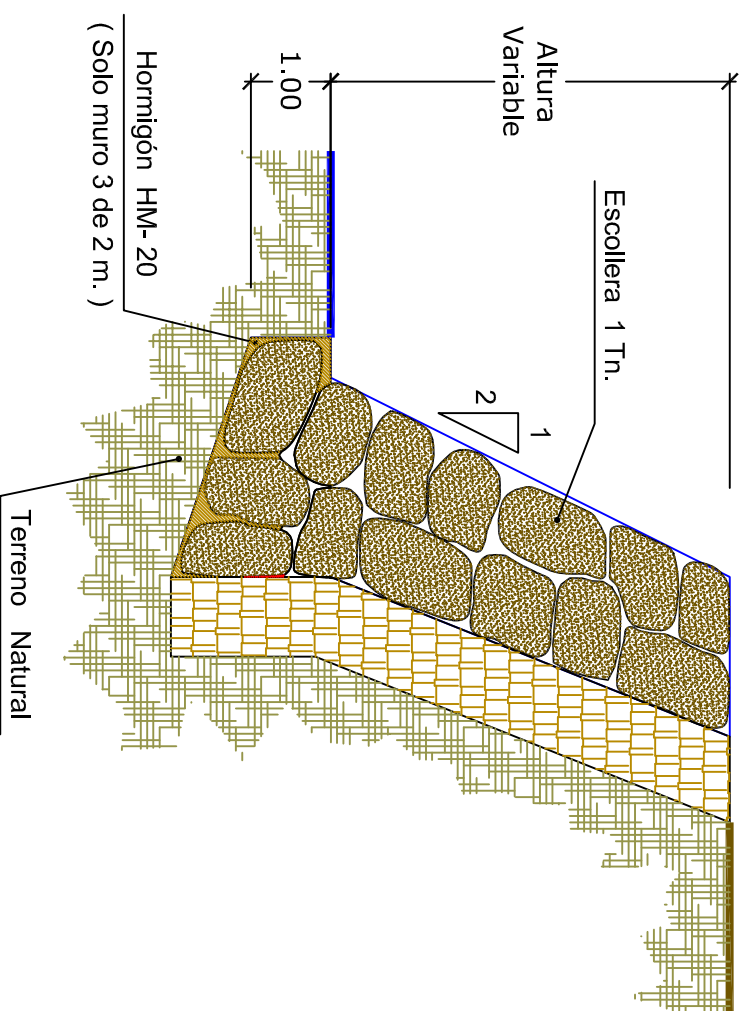 Altura
Variable
1.00
Escollera 1 Tn.
1
2
Hormigón HM-20
( Solo muro 3 de 2 m. )
Terreno Natural